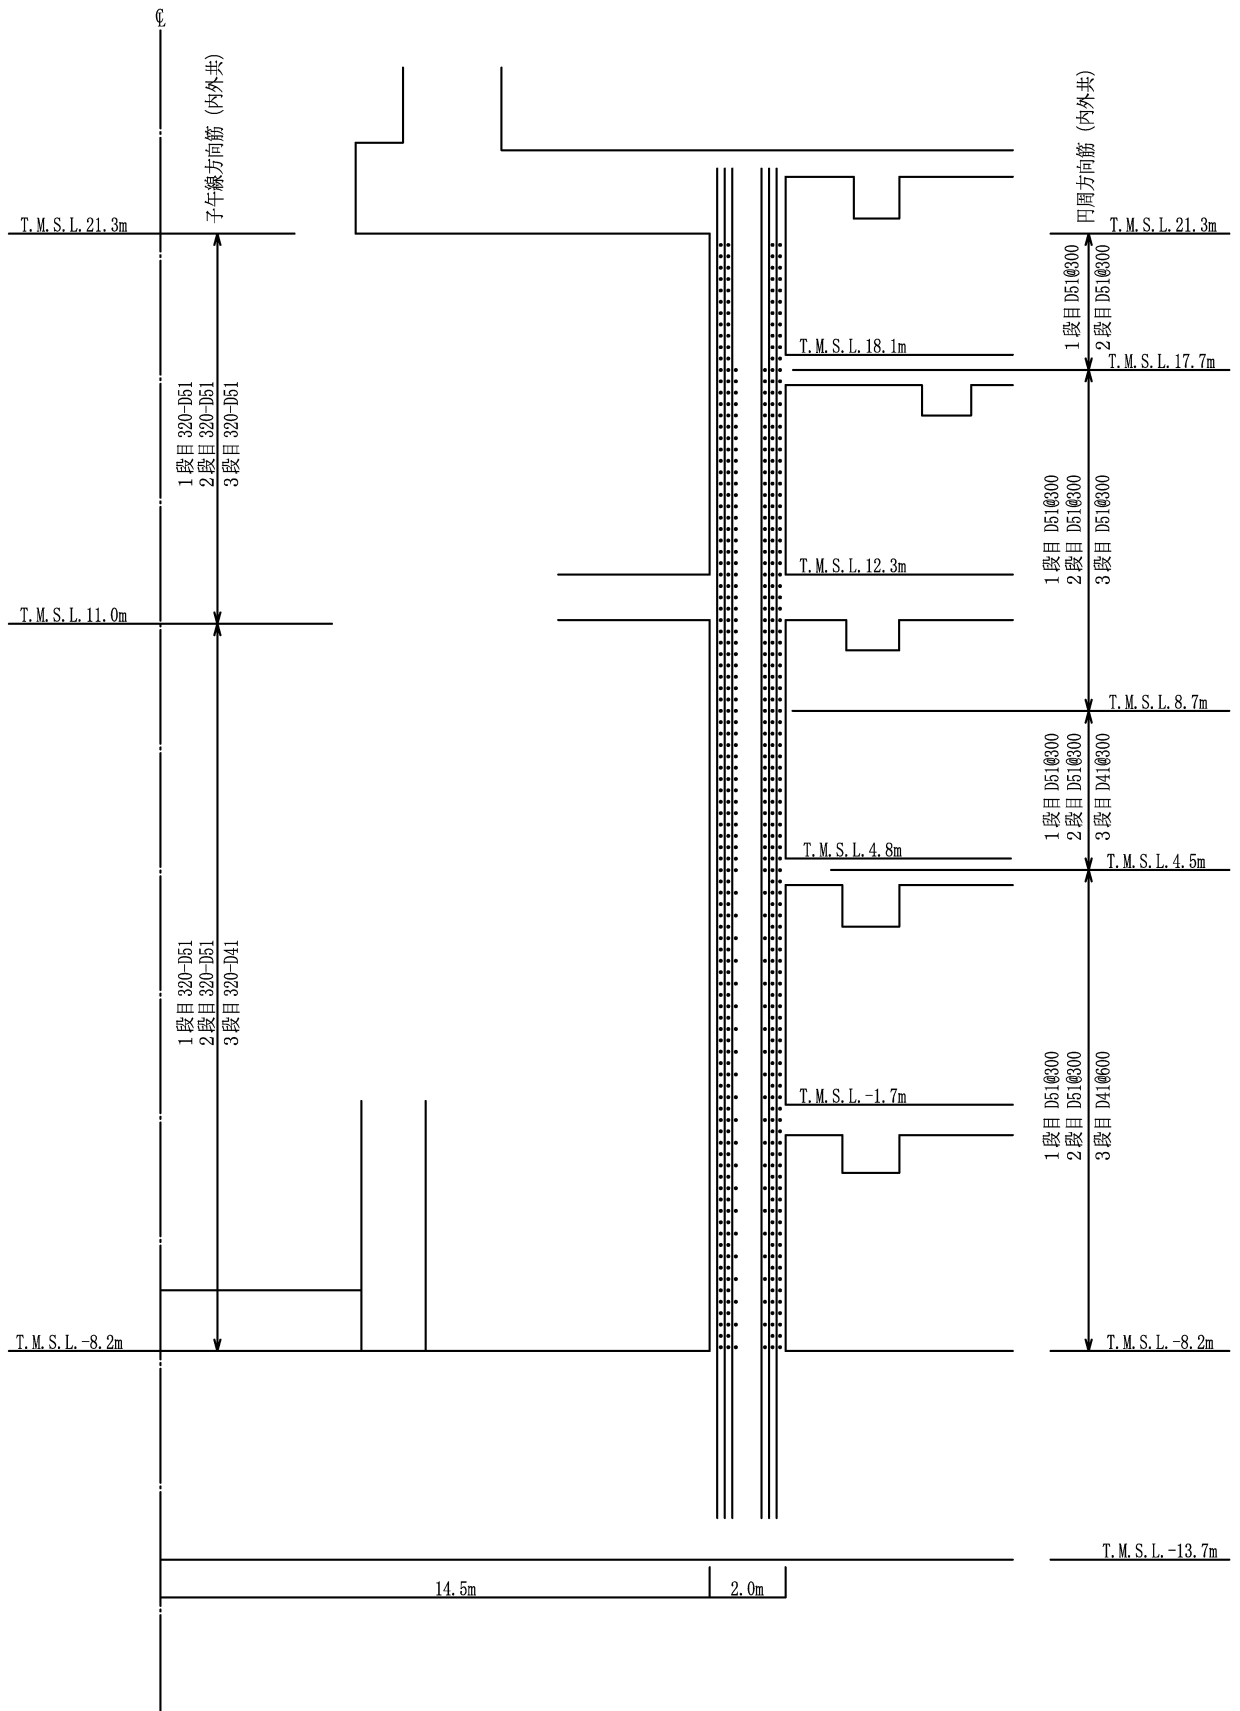 ℄
子午線方向筋 (内外共)
円周方向筋 (内外共)
T.M.S.L.21.3m
T.M.S.L.21.3m
1段目 D51@300
2段目 D51@300
T.M.S.L.18.1m
T.M.S.L.17.7m
1段目 320-D51
2段目 320-D51
3段目 320-D51
1段目 D51@300
2段目 D51@300
3段目 D51@300
T.M.S.L.12.3m
T.M.S.L.11.0m
T.M.S.L.8.7m
1段目 D51@300
2段目 D51@300
3段目 D41@300
T.M.S.L.4.8m
T.M.S.L.4.5m
1段目 320-D51
2段目 320-D51
3段目 320-D41
1段目 D51@300
2段目 D51@300
3段目 D41@600
T.M.S.L.-1.7m
T.M.S.L.-8.2m
T.M.S.L.-8.2m
T.M.S.L.-13.7m
14.5m
2.0m